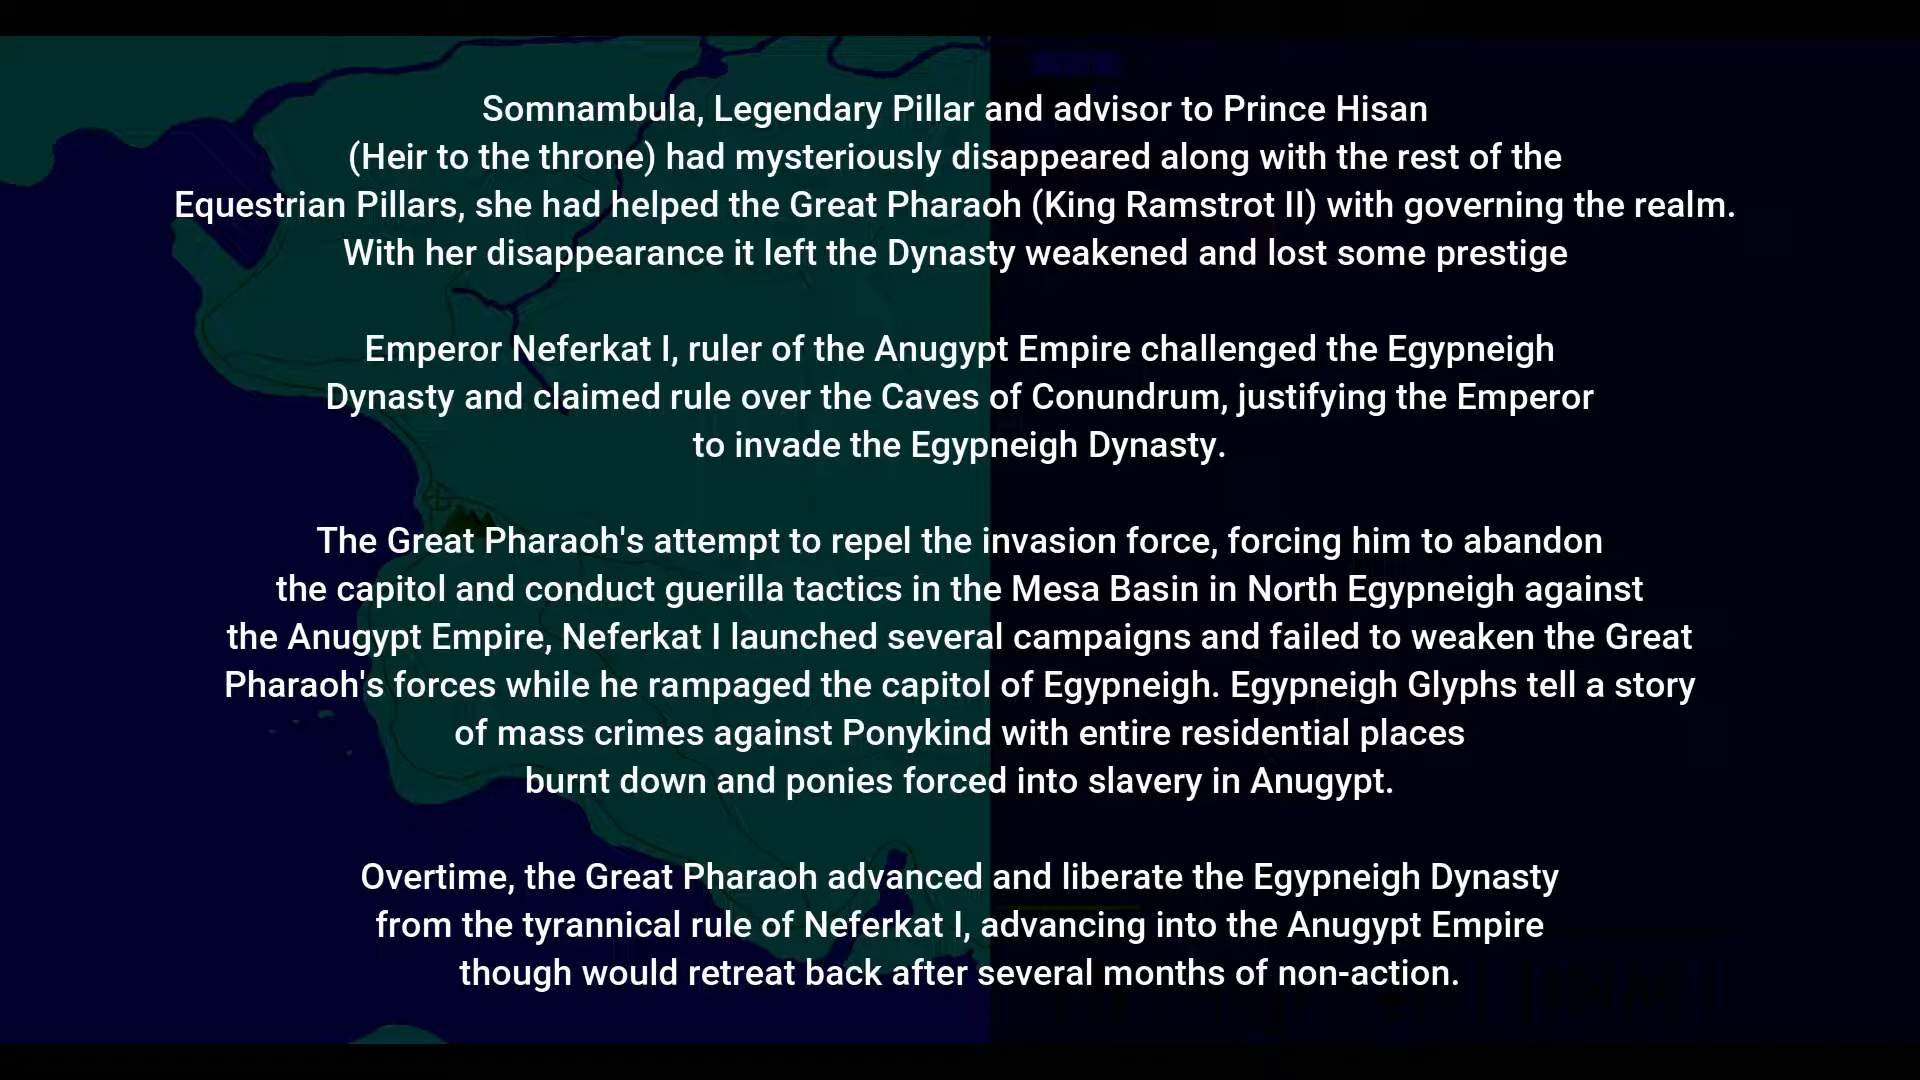 Somnambula, Legendary Pillar and advisor to Prince Hisan
(Heir to the throne) had mysteriously disappeared along with the rest of the
Equestrian Pillars, she had helped the Great Pharaoh (King Ramstrot II) with governing the realm.
With her disappearance it left the Dynasty weakened and lost some prestige
Emperor Neferkat I, ruler of the Anugypt Empire challenged the Egypneigh
Dynasty and claimed rule over the Caves of Conundrum, justifying the Emperor
to invade the Egypneigh Dynasty.
The Great Pharaoh's attempt to repel the invasion force, forcing him to abandon
the capitol and conduct guerilla tactics in the Mesa Basin in North Egypneigh against
the Anugypt Empire, Neferkat I launched several campaigns and failed to weaken the Great
Pharaoh's forces while he rampaged the capitol of Egypneigh. Egypneigh Glyphs tell a story
of mass crimes against Ponykind with entire residential places
burnt down and ponies forced into slavery in Anugypt.
Overtime, the Great Pharaoh advanced and liberate the Egypneigh Dynasty
from the tyrannical rule of Neferkat I, advancing into the Anugypt Empire
though would retreat back after several months of non-action.